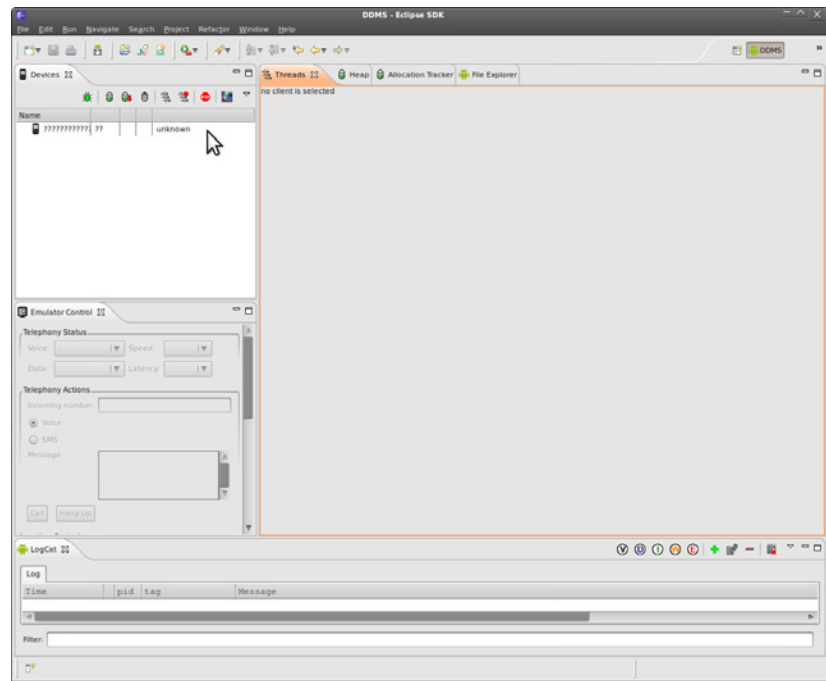 DDMS - Eclipse SDK
File Edit Run Navigate Search Project Refactor Window Help
DDMS
Devices
Threads Heap Allocation Tracker File Explorer
no client is selected
Name
???????????? ?? unknown
Emulator Control
Telephony Status
Voice: Speed:
Data: Latency:
Telephony Actions
Incoming number:
Voice
SMS
Message:
Call Hang Up
LogCat
V D I W E
Log
Time pid tag Message
Filter: